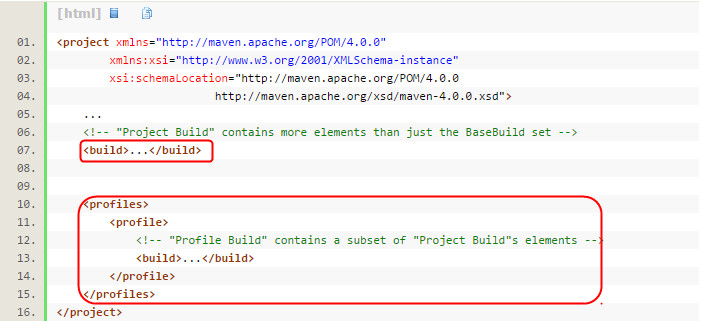 [html]
01. <project xmlns="http://maven.apache.org/POM/4.0.0"
02. xmlns:xsi="http://www.w3.org/2001/XMLSchema-instance"
03. xsi:schemaLocation="http://maven.apache.org/POM/4.0.0
04. http://maven.apache.org/xsd/maven-4.0.0.xsd">
05. ...
06. <!-- "Project Build" contains more elements than just the BaseBuild set -->
07. <build>...</build>
08.
09.
10. <profiles>
11. <profile>
12. <!-- "Profile Build" contains a subset of "Project Build"s elements -->
13. <build>...</build>
14. </profile>
15. </profiles>
16. </project>